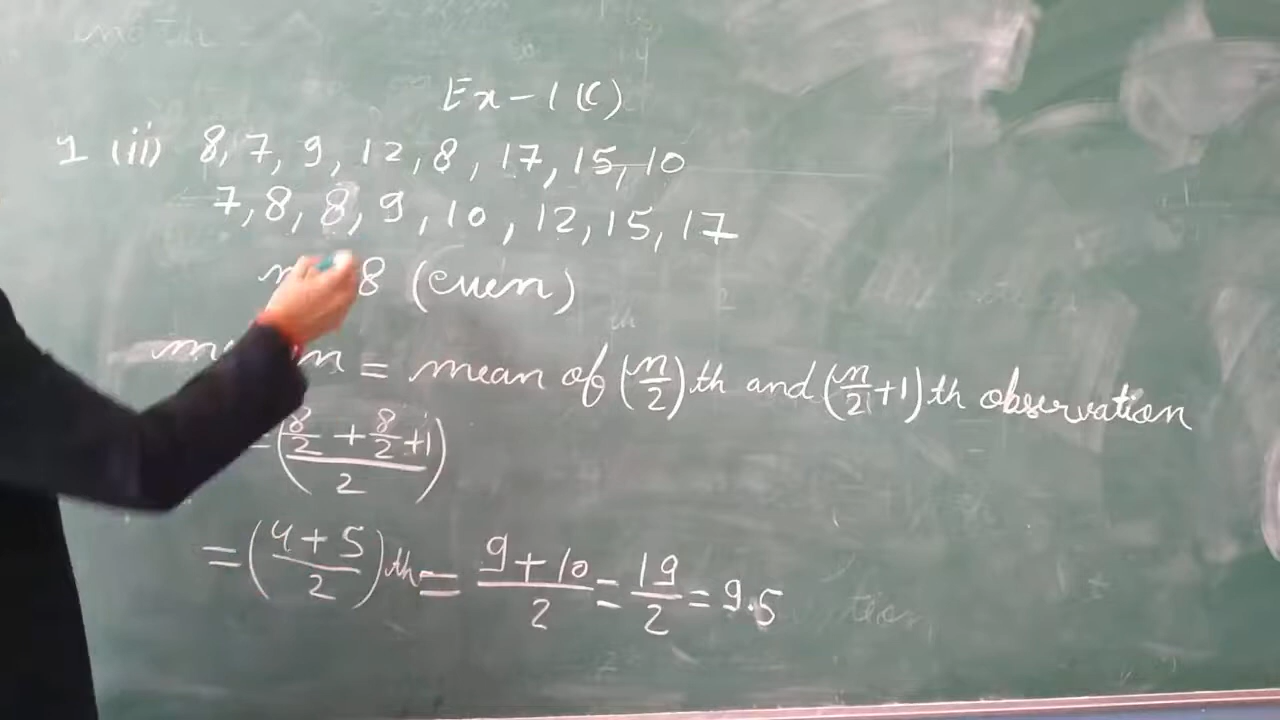 Ex-1(C)
1 (ii) 8, 7, 9, 12, 8, 17, 15, 10
7, 8, 8, 9, 10, 12, 15, 17
8 (even)
= mean of (n/2)th and (n/2+1)th observation
= ((8/2 + 8/2+1)/2)
= ((4+5)/2)th = (9+10)/2 = 19/2 = 9.5